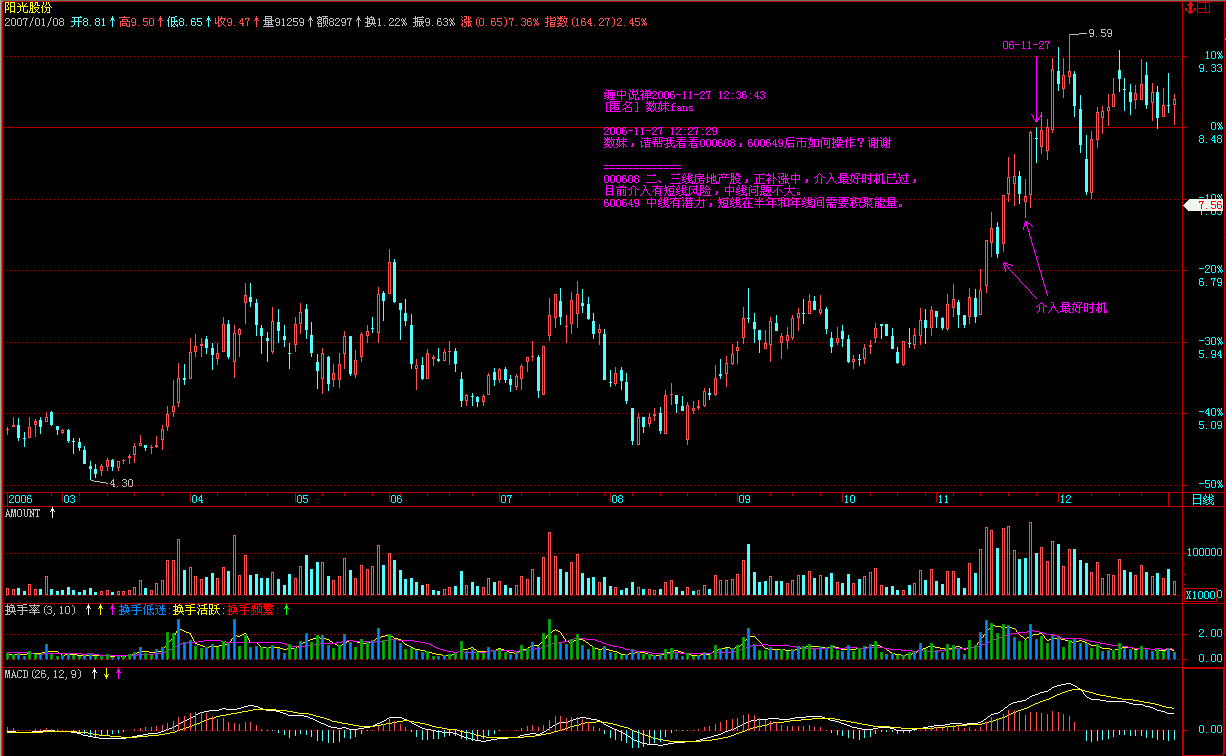 阳光股份
2007/01/08 开8.81↑高9.50↑低8.65↑收9.47↑量91259↑额8297↑换1.22% 振9.63% 涨(0.65)7.36% 指数(164.27)2.45%
9.59
06-11-27
10%
9.33
缠中说禅2006-11-27 12:36:43
[匿名] 数妹fans
2006-11-27 12:27:29
数妹，请帮我看看000608，600649后市如何操作？谢谢
==============
000608 二、三线房地产股，正补涨中，介入最好时机已过，
目前介入有短线风险，中线问题不大。
600649 中线有潜力，短线在半年和年线间需要积聚能量。
0%
8.48
7.56
-20%
6.79
介入最好时机
-30%
5.94
-40%
5.09
4.30
-50%
2006 03 04 05 06 07 08 09 10 11 12 日线
AMOUNT ↑
100000
X10000
换手率(3,10) ↑ ↑ ↑换手低迷:换手活跃:换手频繁:↑
2.00
0.00
MACD(26,12,9) ↑ ↓ ↑
0.00